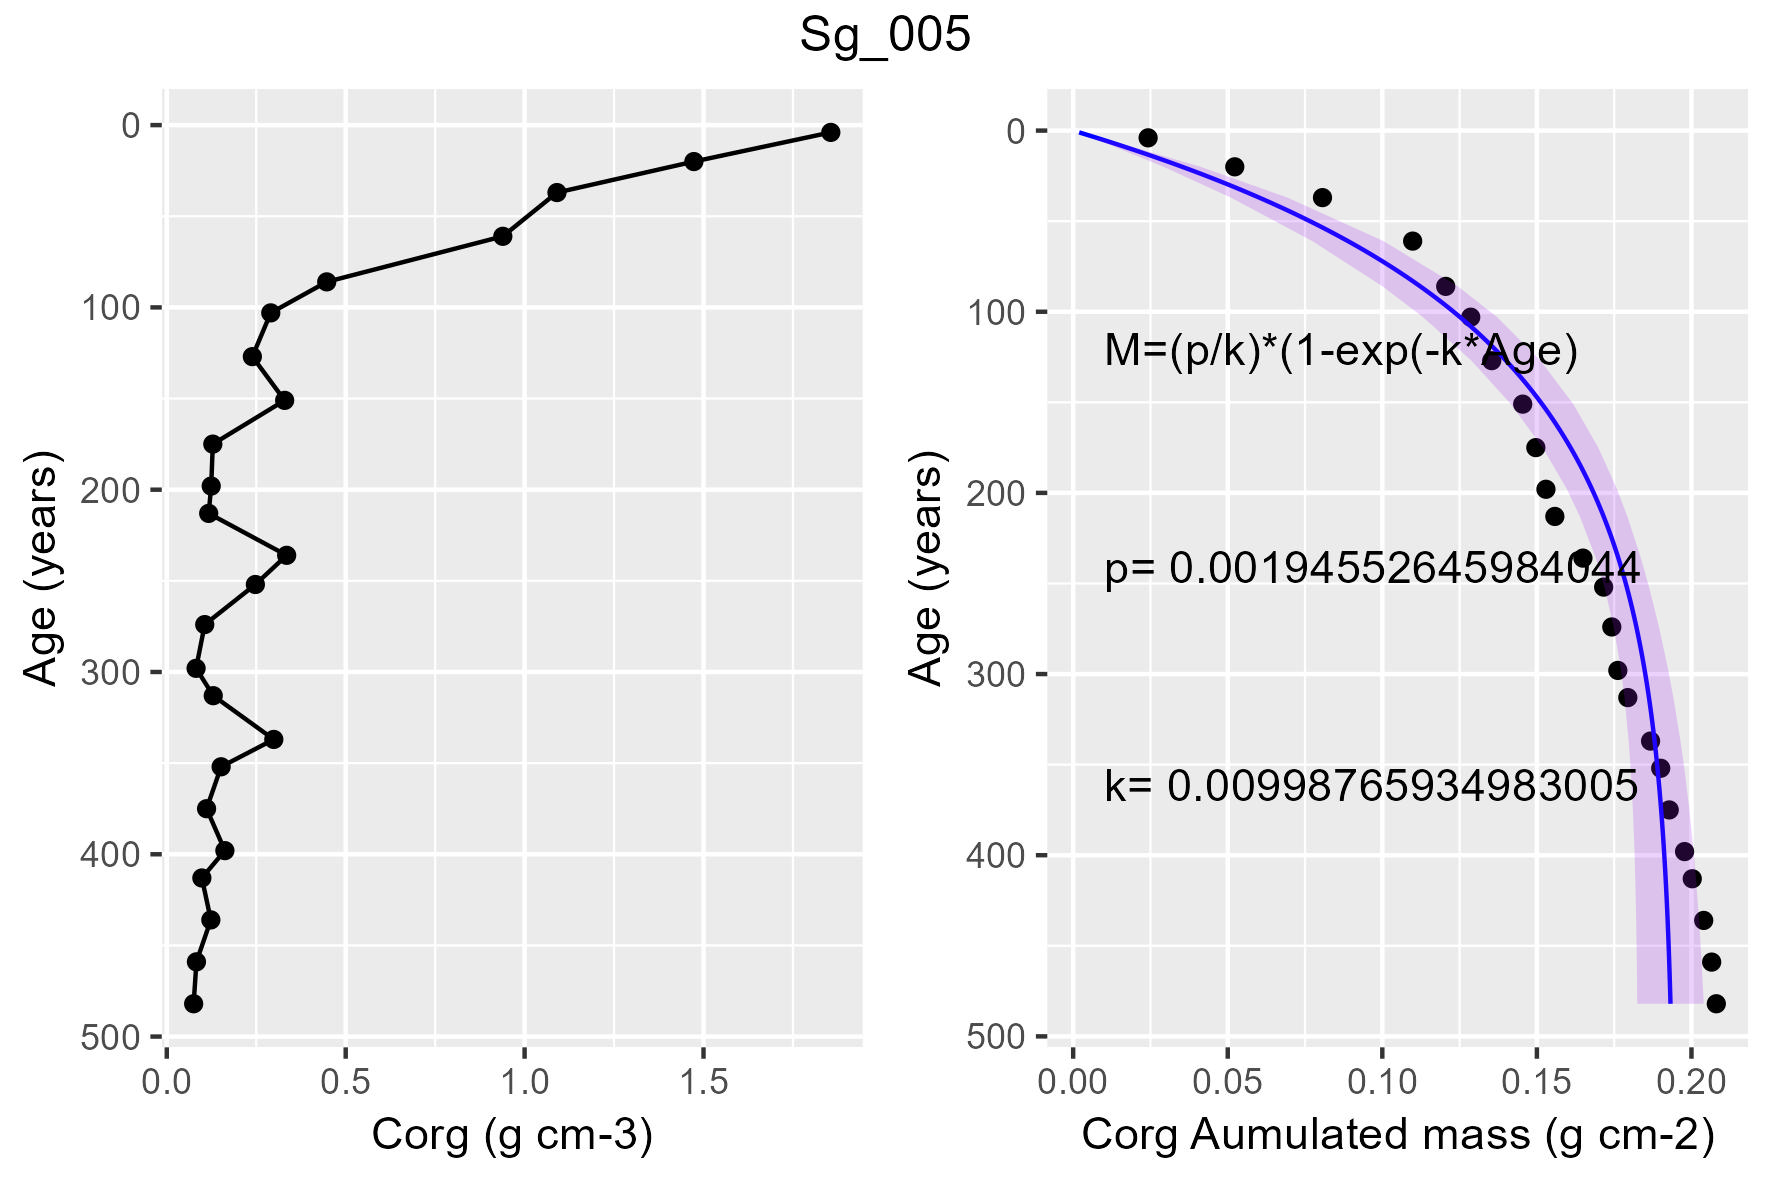 Sg_005
0
100
200
300
400
500
Age (years)
0.0 0.5 1.0 1.5
Corg (g cm-3)
0
100
200
300
400
500
Age (years)
M=(p/k)*(1-exp(-k*Age)
p= 0.00194552645984044
k= 0.00998765934983005
0.00 0.05 0.10 0.15 0.20
Corg Aumulated mass (g cm-2)